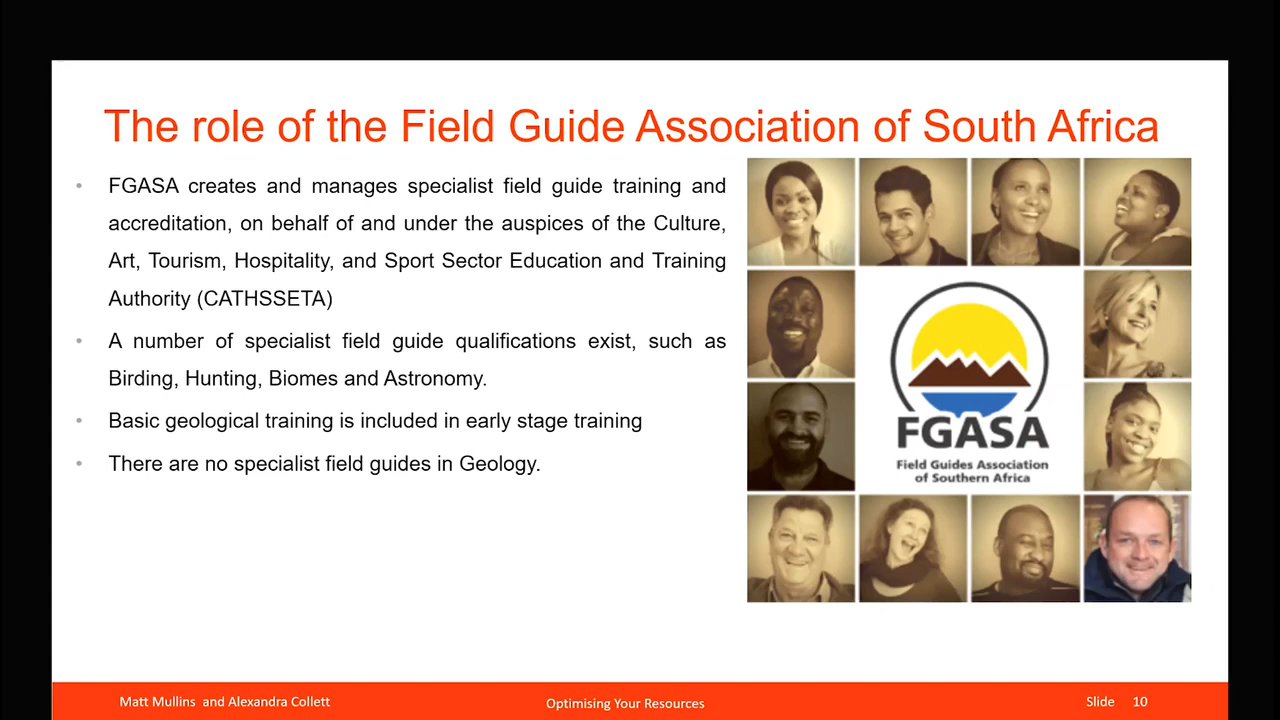 The role of the Field Guide Association of South Africa
• FGASA creates and manages specialist field guide training and
accreditation, on behalf of and under the auspices of the Culture,
Art, Tourism, Hospitality, and Sport Sector Education and Training
Authority (CATHSSETA)
• A number of specialist field guide qualifications exist, such as
Birding, Hunting, Biomes and Astronomy.
• Basic geological training is included in early stage training
• There are no specialist field guides in Geology.
FGASA
Field Guides Association
of Southern Africa
Matt Mullins and Alexandra Collett
Optimising Your Resources
Slide 10